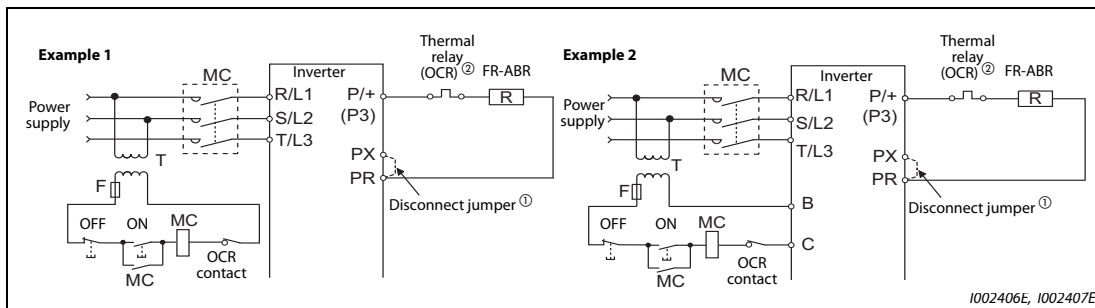 Example 1
MC
Inverter
Thermal
relay
(OCR) ② FR-ABR
Power
supply
R/L1
S/L2
T/L3
P/+
(P3)
R
T
PX
PR
F
Disconnect jumper ①
OFF
ON
MC
MC
OCR
contact
Example 2
MC
Inverter
Thermal
relay
(OCR) ② FR-ABR
Power
supply
R/L1
S/L2
T/L3
P/+
(P3)
R
T
PX
PR
F
B
Disconnect jumper ①
OFF
ON
MC
C
MC
OCR
contact
I002406E, I002407E